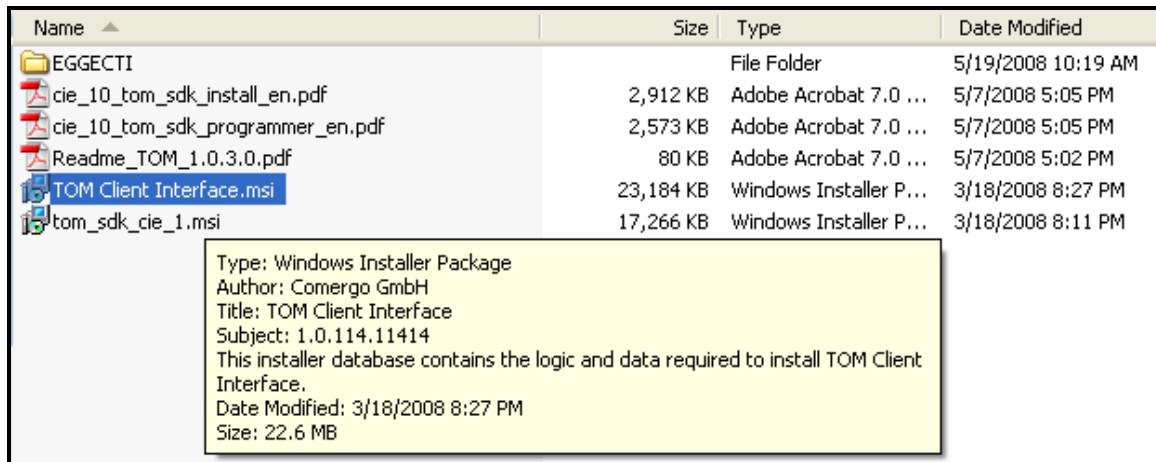 Name Size Type Date Modified
EGGECTI File Folder 5/19/2008 10:19 AM
cie_10_tom_sdk_install_en.pdf 2,912 KB Adobe Acrobat 7.0 ... 5/7/2008 5:05 PM
cie_10_tom_sdk_programmer_en.pdf 2,573 KB Adobe Acrobat 7.0 ... 5/7/2008 5:05 PM
Readme_TOM_1.0.3.0.pdf 80 KB Adobe Acrobat 7.0 ... 5/7/2008 5:02 PM
TOM Client Interface.msi 23,184 KB Windows Installer P... 3/18/2008 8:27 PM
tom_sdk_cie_1.msi 17,266 KB Windows Installer P... 3/18/2008 8:11 PM
Type: Windows Installer Package
Author: Comergo GmbH
Title: TOM Client Interface
Subject: 1.0.114.11414
This installer database contains the logic and data required to install TOM Client
Interface.
Date Modified: 3/18/2008 8:27 PM
Size: 22.6 MB